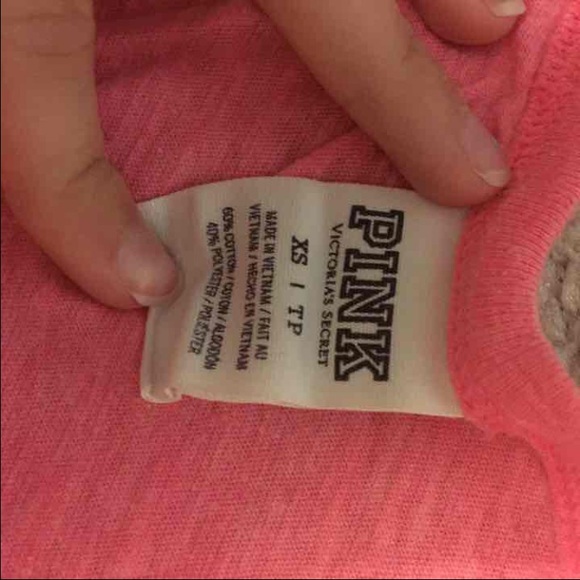 PINK
VICTORIA'S SECRET
XS | TP
MADE IN VIETNAM / FAIT AU
VIETNAM / HECHO EN VIETNAM
60% COTTON / COTON / ALGODÓN
40% POLYESTER / POLIÉSTER